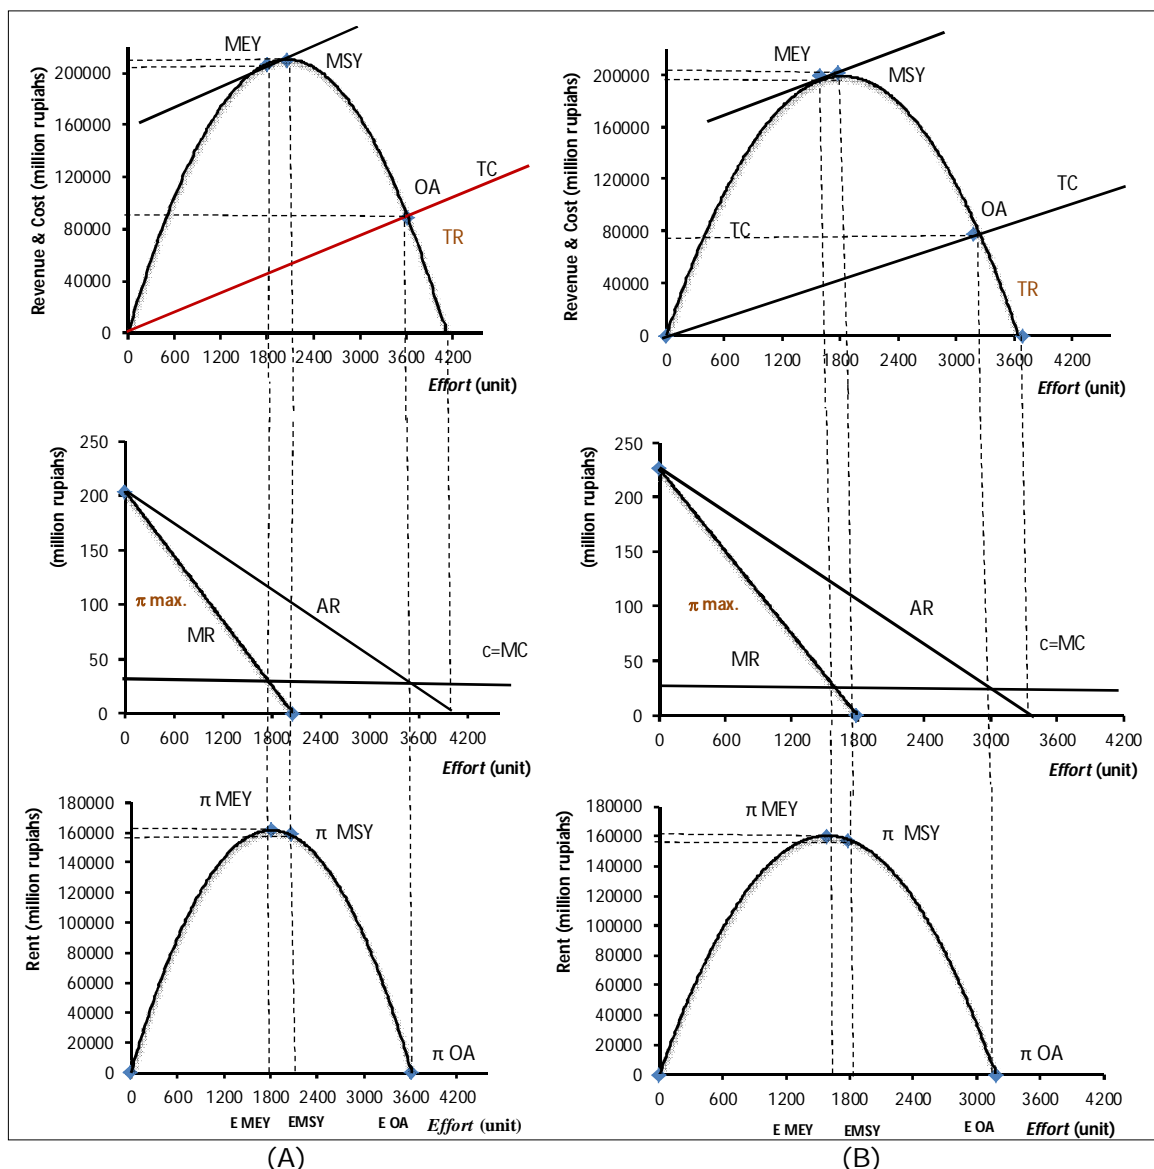 Revenue & Cost (million rupiahs)
200000
160000
120000
80000
40000
0
MEY
MSY
OA
TC
TR
0 600 1200 1800 2400 3000 3600 4200
Effort (unit)
Revenue & Cost (million rupiahs)
200000
160000
120000
80000
40000
0
MEY
MSY
TC
OA
TC
TR
0 600 1200 1800 2400 3000 3600 4200
Effort (unit)
(million rupiahs)
250
200
150
100
50
0
π max.
MR
AR
c=MC
0 600 1200 1800 2400 3000 3600 4200
Effort (unit)
(million rupiahs)
250
200
150
100
50
0
π max.
MR
AR
c=MC
0 600 1200 1800 2400 3000 3600 4200
Effort (unit)
Rent (million rupiahs)
180000
160000
140000
120000
100000
80000
60000
40000
20000
0
π MEY
π MSY
π OA
0 600 1200 1800 2400 3000 3600 4200
E MEY EMSY E OA Effort (unit)
Rent (million rupiahs)
180000
160000
140000
120000
100000
80000
60000
40000
20000
0
π MEY
π MSY
π OA
0 600 1200 1800 2400 3000 3600 4200
E MEY EMSY E OA Effort (unit)
(A)
(B)